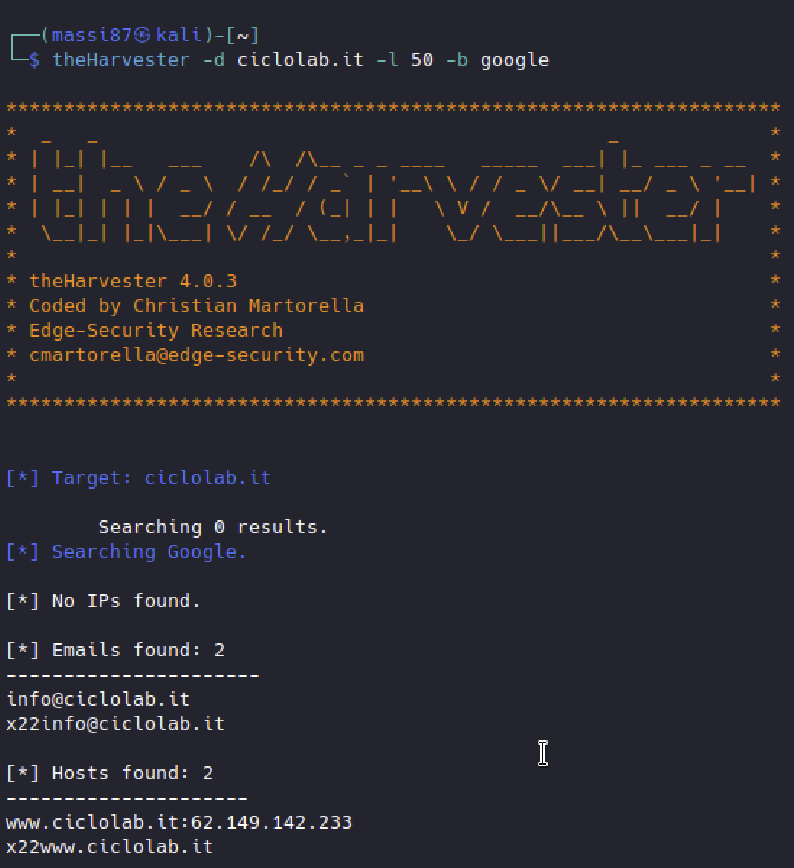 ┌──(massi87㉿kali)-[~]
└─$ theHarvester -d ciclolab.it -l 50 -b google
*******************************************************************
*  _   _                                            _             *
* | |_| |__   ___    /\  /\__ _ _ ____   _____  ___| |_ ___ _ __  *
* | __|  _ \ / _ \  / /_/ / _` | '__\ \ / / _ \/ __| __/ _ \ '__| *
* | |_| | | |  __/ / __  / (_| | |   \ V /  __/\__ \ ||  __/ |    *
*  \__|_| |_|\___| \/ /_/ \__,_|_|    \_/ \___||___/\__\___|_|    *
*                                                                 *
* theHarvester 4.0.3                                              *
* Coded by Christian Martorella                                   *
* Edge-Security Research                                          *
* cmartorella@edge-security.com                                   *
*                                                                 *
*******************************************************************
[*] Target: ciclolab.it
Searching 0 results.
[*] Searching Google.
[*] No IPs found.
[*] Emails found: 2
----------------------
info@ciclolab.it
x22info@ciclolab.it
[*] Hosts found: 2
---------------------
www.ciclolab.it:62.149.142.233
x22www.ciclolab.it